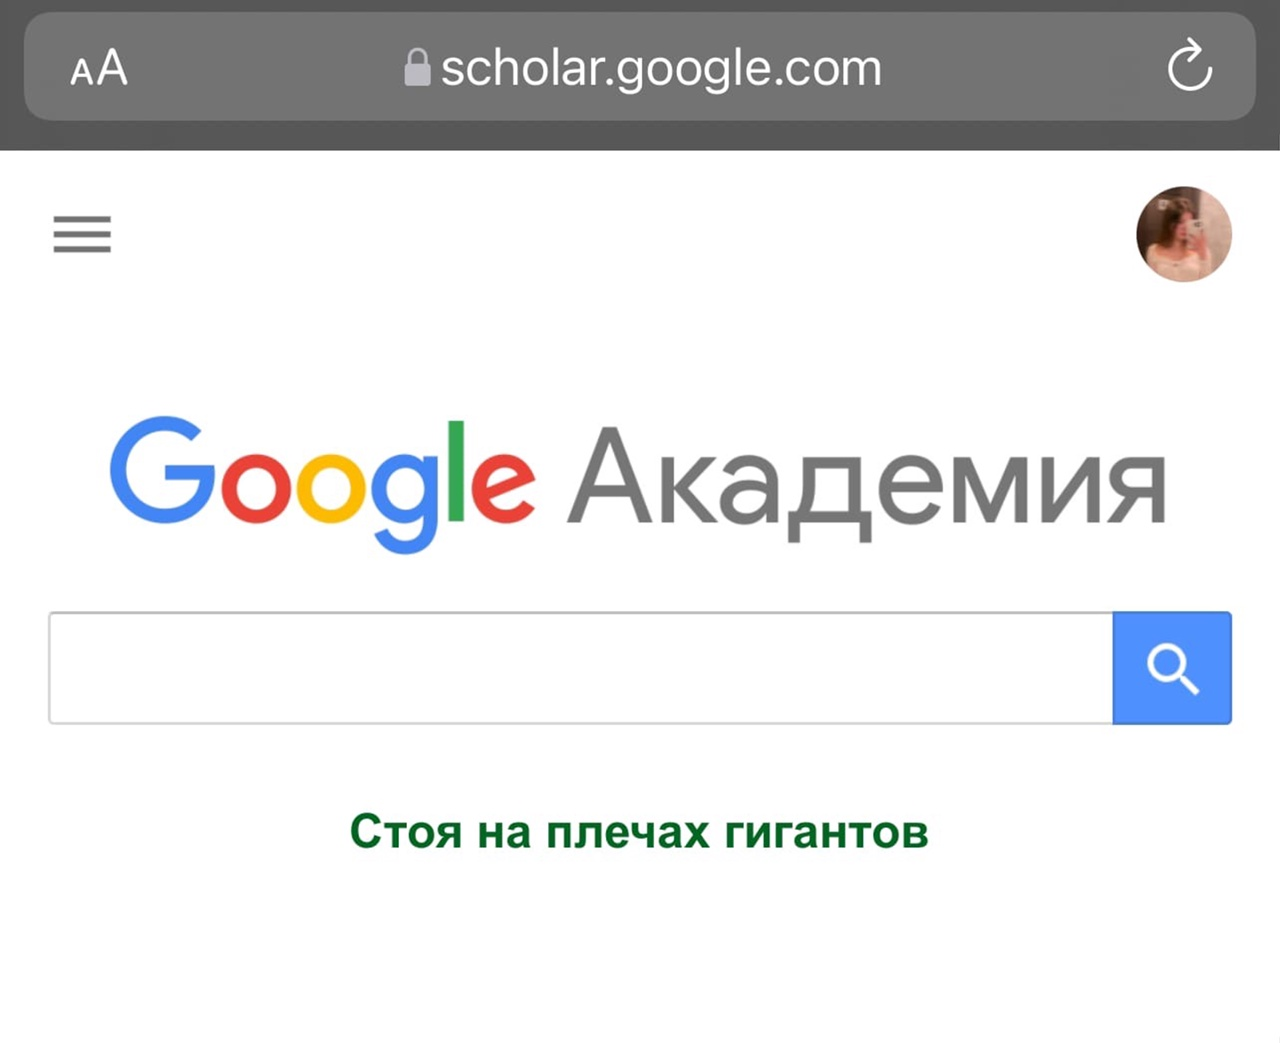 AA scholar.google.com
Google Академия
Стоя на плечах гигантов